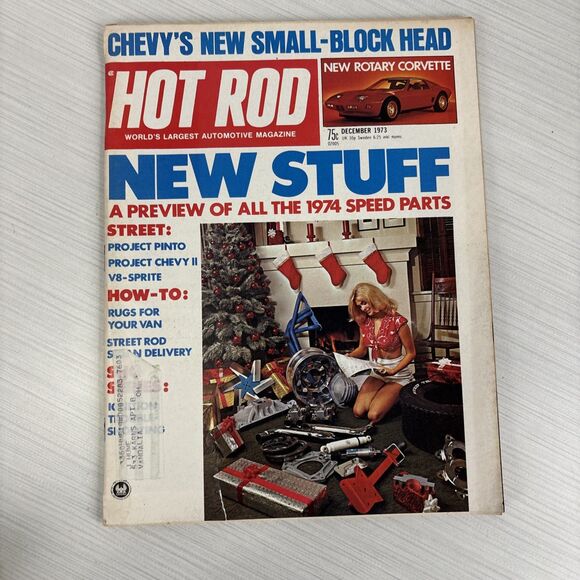 CHEVY'S NEW SMALL-BLOCK HEAD
HOT ROD
WORLD'S LARGEST AUTOMOTIVE MAGAZINE
NEW ROTARY CORVETTE
75c DECEMBER 1973
02005
NEW STUFF
A PREVIEW OF ALL THE 1974 SPEED PARTS
STREET:
PROJECT PINTO
PROJECT CHEVY II
V8-SPRITE
HOW-TO:
RUGS FOR
YOUR VAN
STREET ROD
DELIVERY